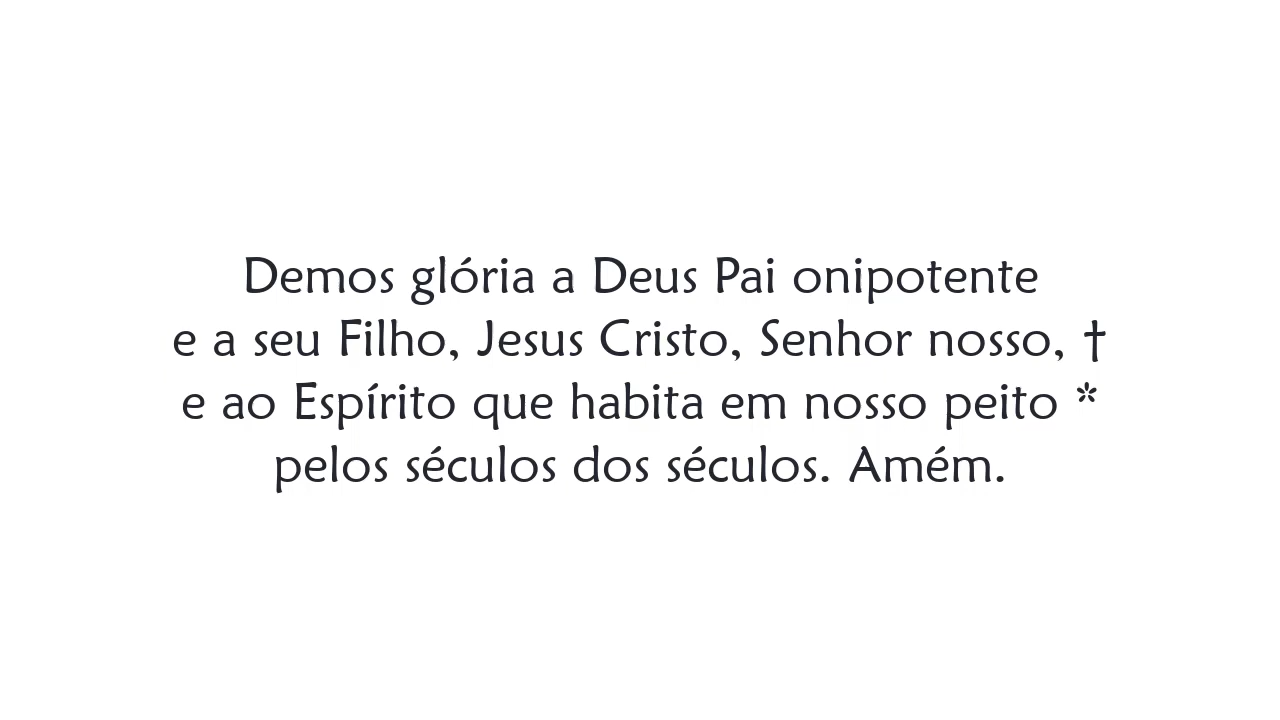 Demos glória a Deus Pai onipotente
e a seu Filho, Jesus Cristo, Senhor nosso, †
e ao Espírito que habita em nosso peito *
pelos séculos dos séculos. Amém.